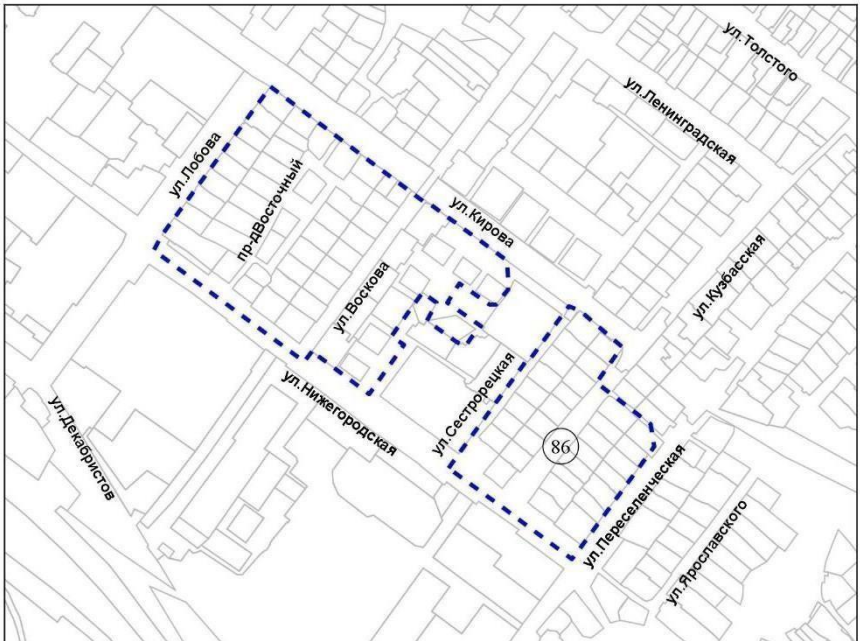 ул.Толстого
ул.Ленинградская
ул.Лобова
пр-дВосточный
ул.Кирова
ул.Кузбасская
ул.Воскова
ул.Сестрорецкая
ул.Нижегородская
ул.Декабристов
86
ул.Переселенческая
ул.Ярославского